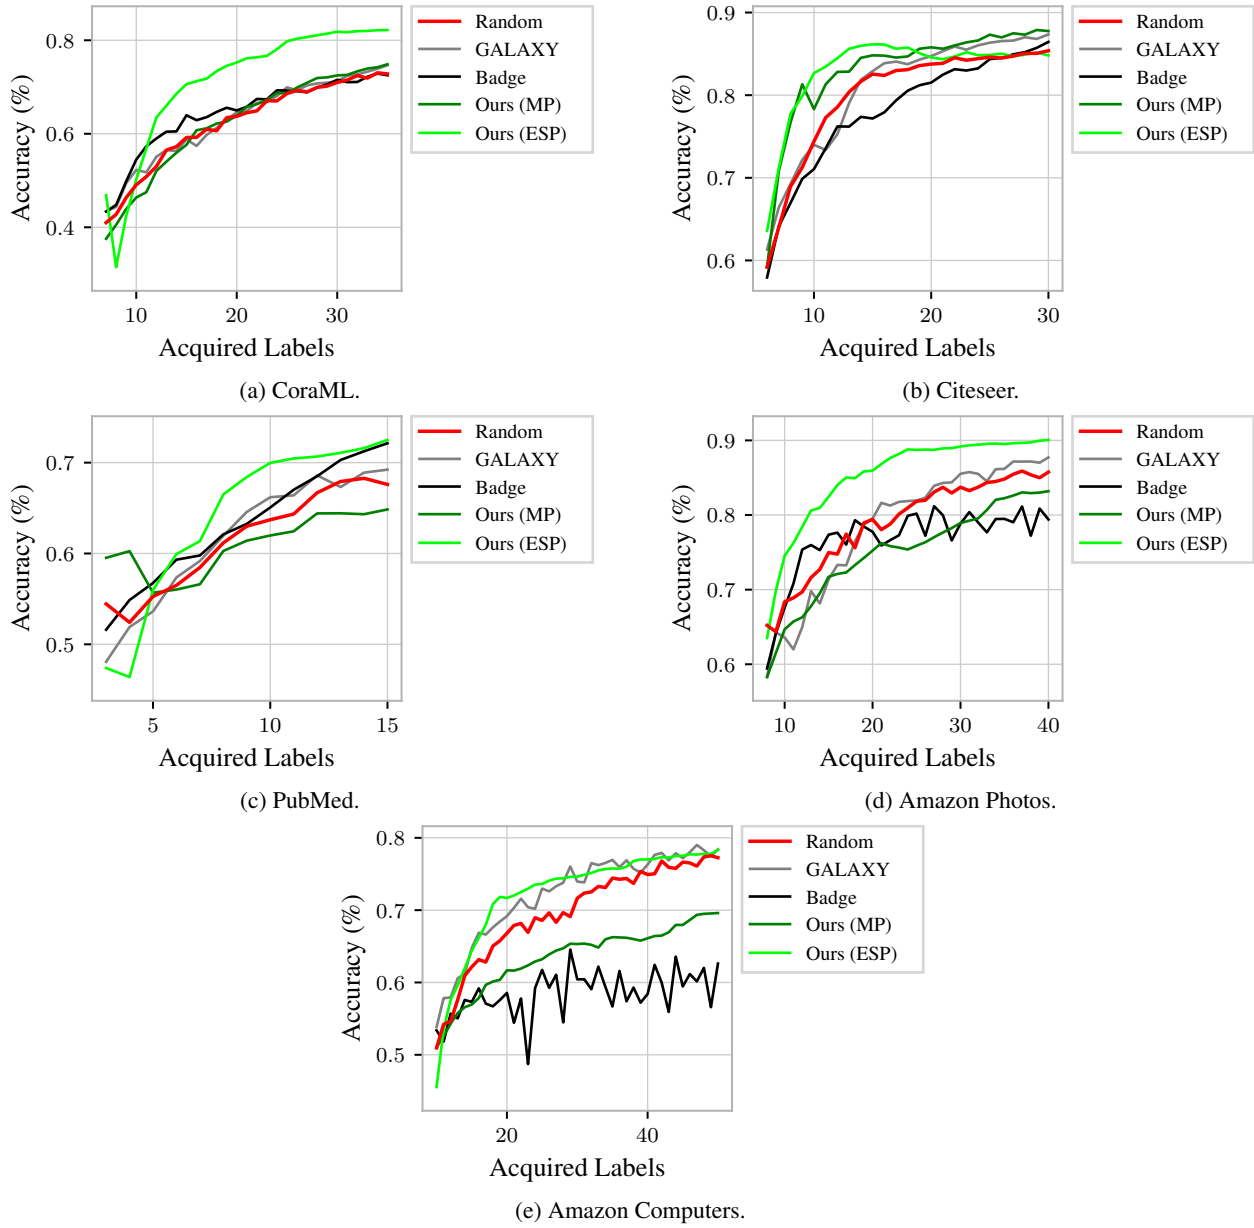 Accuracy (%)
0.8
0.6
0.4
10
20
30
Acquired Labels
Random
GALAXY
Badge
Ours (MP)
Ours (ESP)
(a) CoraML.
Accuracy (%)
0.9
0.8
0.7
0.6
10
20
30
Acquired Labels
Random
GALAXY
Badge
Ours (MP)
Ours (ESP)
(b) Citeseer.
Accuracy (%)
0.7
0.6
0.5
5
10
15
Acquired Labels
Random
GALAXY
Badge
Ours (MP)
Ours (ESP)
(c) PubMed.
Accuracy (%)
0.9
0.8
0.7
0.6
10
20
30
40
Acquired Labels
Random
GALAXY
Badge
Ours (MP)
Ours (ESP)
(d) Amazon Photos.
Accuracy (%)
0.8
0.7
0.6
0.5
20
40
Acquired Labels
Random
GALAXY
Badge
Ours (MP)
Ours (ESP)
(e) Amazon Computers.